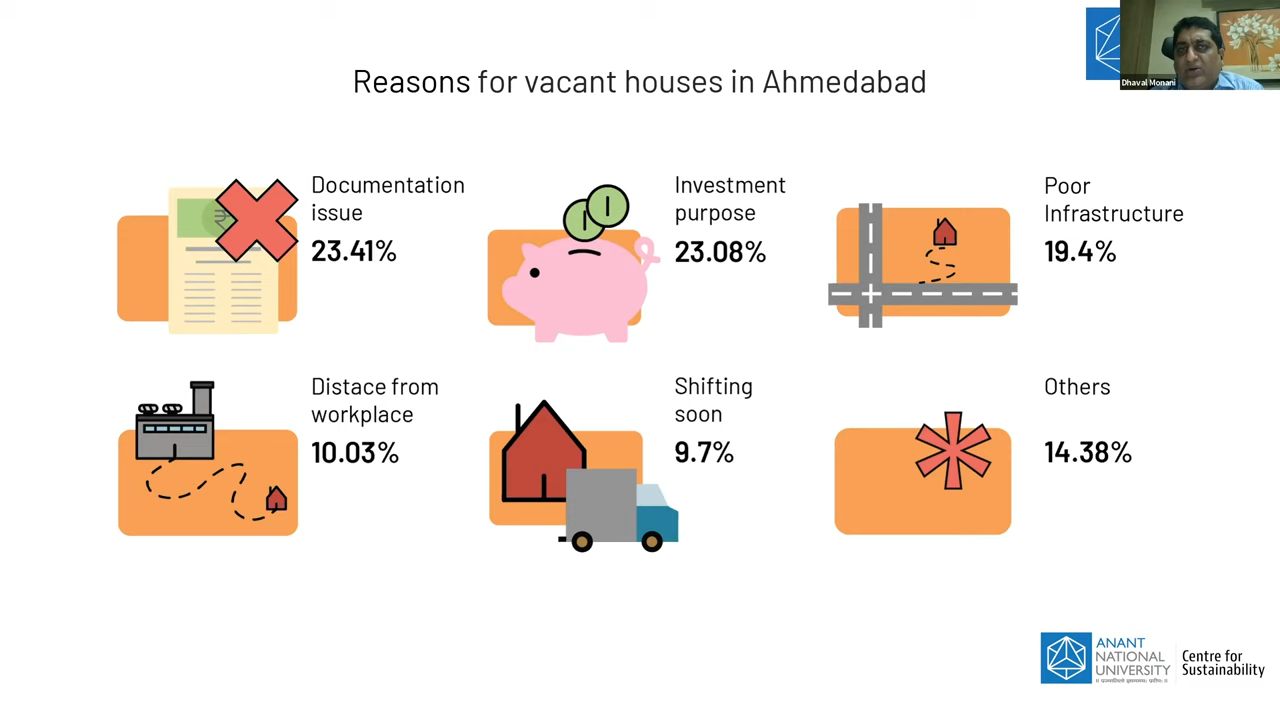 Reasons for vacant houses in Ahmedabad
Dhaval Monani
Documentation
issue
23.41%
Investment
purpose
23.08%
Poor
Infrastructure
19.4%
Distace from
workplace
10.03%
Shifting
soon
9.7%
Others
14.38%
ANANT
NATIONAL
UNIVERSITY
Centre for
Sustainability